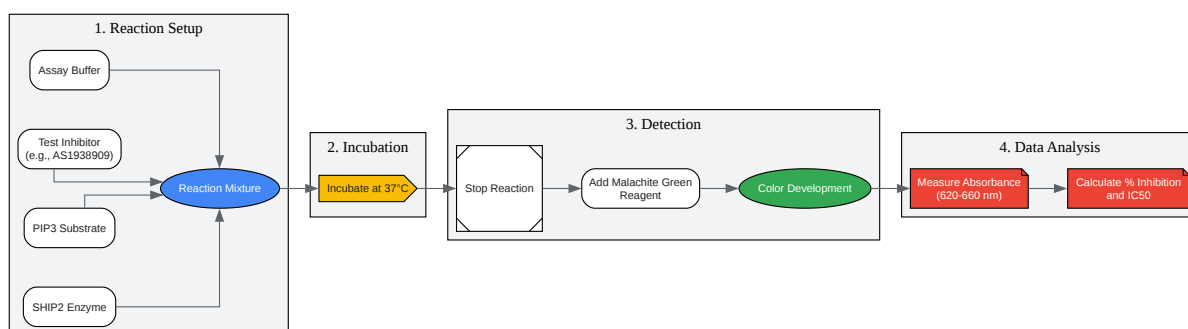 1. Reaction Setup
Assay Buffer
Test Inhibitor
(e.g., AS1938909)
PIP3 Substrate
SHIP2 Enzyme
Reaction Mixture
2. Incubation
Incubate at 37°C
3. Detection
Stop Reaction
Add Malachite Green
Reagent
Color Development
4. Data Analysis
Measure Absorbance
(620-660 nm)
Calculate % Inhibition
and IC50